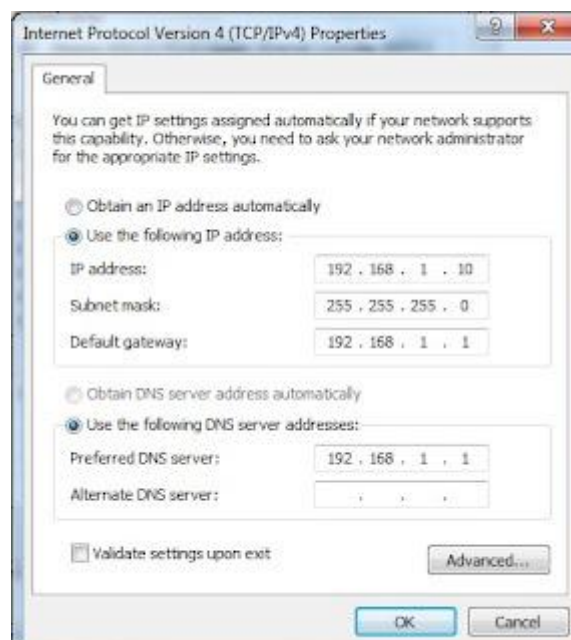 Internet Protocol Version 4 (TCP/IPv4) Properties
General
You can get IP settings assigned automatically if your network supports
this capability. Otherwise, you need to ask your network administrator
for the appropriate IP settings.
Obtain an IP address automatically
Use the following IP address:
IP address: 192 . 168 . 1 . 10
Subnet mask: 255 . 255 . 255 . 0
Default gateway: 192 . 168 . 1 . 1
Obtain DNS server address automatically
Use the following DNS server addresses:
Preferred DNS server: 192 . 168 . 1 . 1
Alternate DNS server: . . .
Validate settings upon exit
Advanced...
OK Cancel